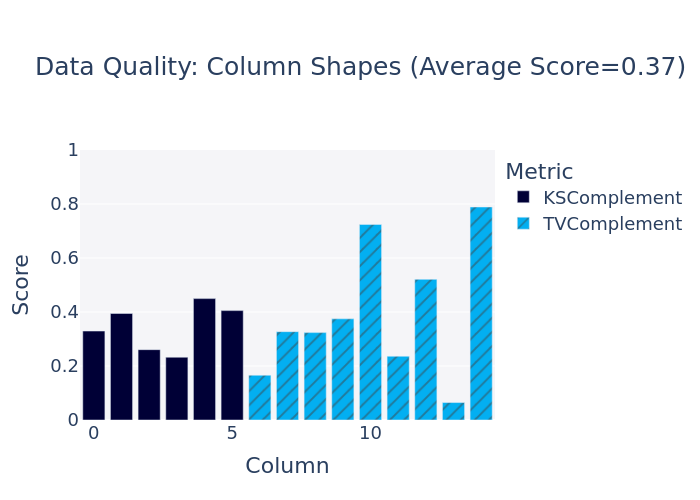 Data Quality: Column Shapes (Average Score=0.37)
1
0.8
0.6
0.4
0.2
0
Score
0
5
10
Column
Metric
KSComplement
TVComplement